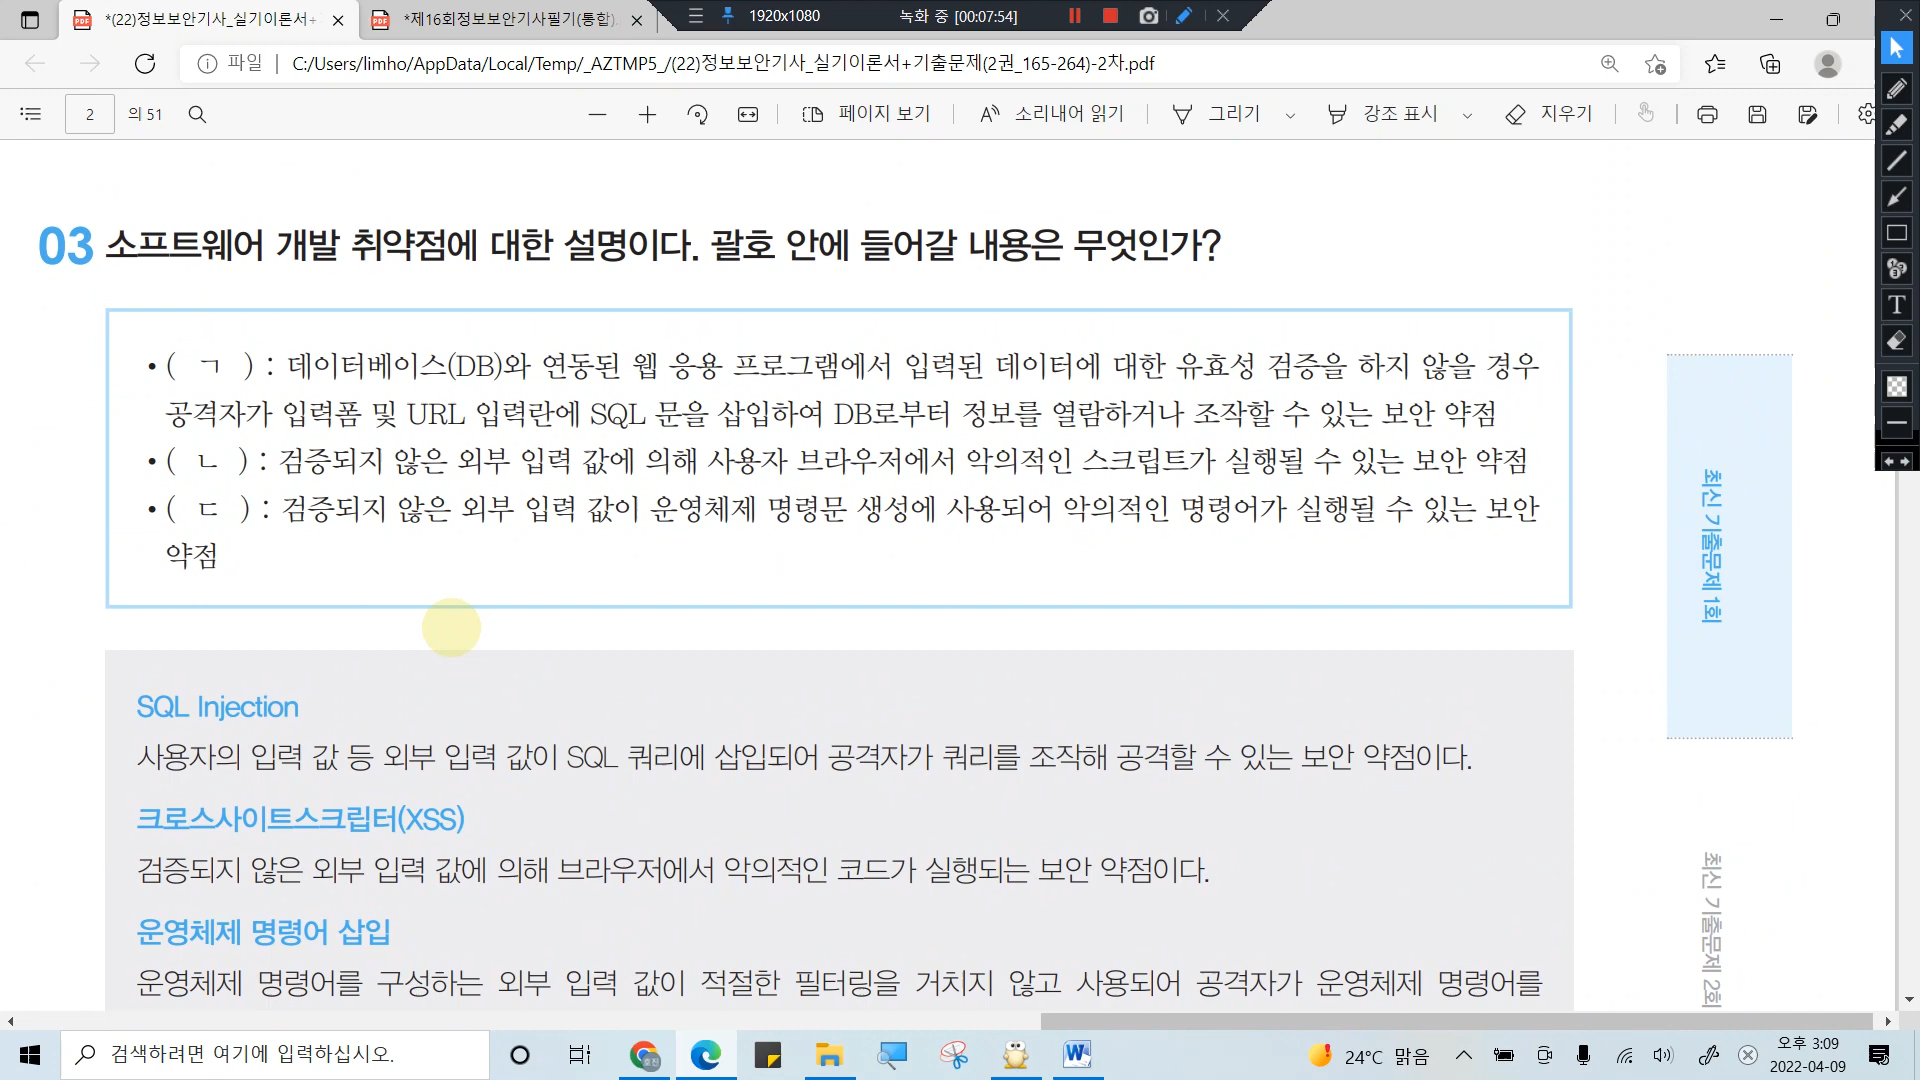 *(22)정보보안기사_실기이론서+
*제16회정보보안기사필기(통합).
1920x1080
녹화 중 [00:07:54]
파일
C:/Users/limho/AppData/Local/Temp/_AZTMP5_/(22)정보보안기사_실기이론서+기출문제(2권_165-264)-2차.pdf
2 의 51
페이지 보기
소리내어 읽기
그리기
강조 표시
지우기
03 소프트웨어 개발 취약점에 대한 설명이다. 괄호 안에 들어갈 내용은 무엇인가?
• ( ㄱ ) : 데이터베이스(DB)와 연동된 웹 응용 프로그램에서 입력된 데이터에 대한 유효성 검증을 하지 않을 경우
공격자가 입력폼 및 URL 입력란에 SQL 문을 삽입하여 DB로부터 정보를 열람하거나 조작할 수 있는 보안 약점
• ( ㄴ ) : 검증되지 않은 외부 입력 값에 의해 사용자 브라우저에서 악의적인 스크립트가 실행될 수 있는 보안 약점
• ( ㄷ ) : 검증되지 않은 외부 입력 값이 운영체제 명령문 생성에 사용되어 악의적인 명령어가 실행될 수 있는 보안
약점
SQL Injection
사용자의 입력 값 등 외부 입력 값이 SQL 쿼리에 삽입되어 공격자가 쿼리를 조작해 공격할 수 있는 보안 약점이다.
크로스사이트스크립터(XSS)
검증되지 않은 외부 입력 값에 의해 브라우저에서 악의적인 코드가 실행되는 보안 약점이다.
운영체제 명령어 삽입
운영체제 명령어를 구성하는 외부 입력 값이 적절한 필터링을 거치지 않고 사용되어 공격자가 운영체제 명령어를
최신 기출문제 1회
최신 기출문제 2회
검색하려면 여기에 입력하십시오.
24°C 맑음
오후 3:09
2022-04-09